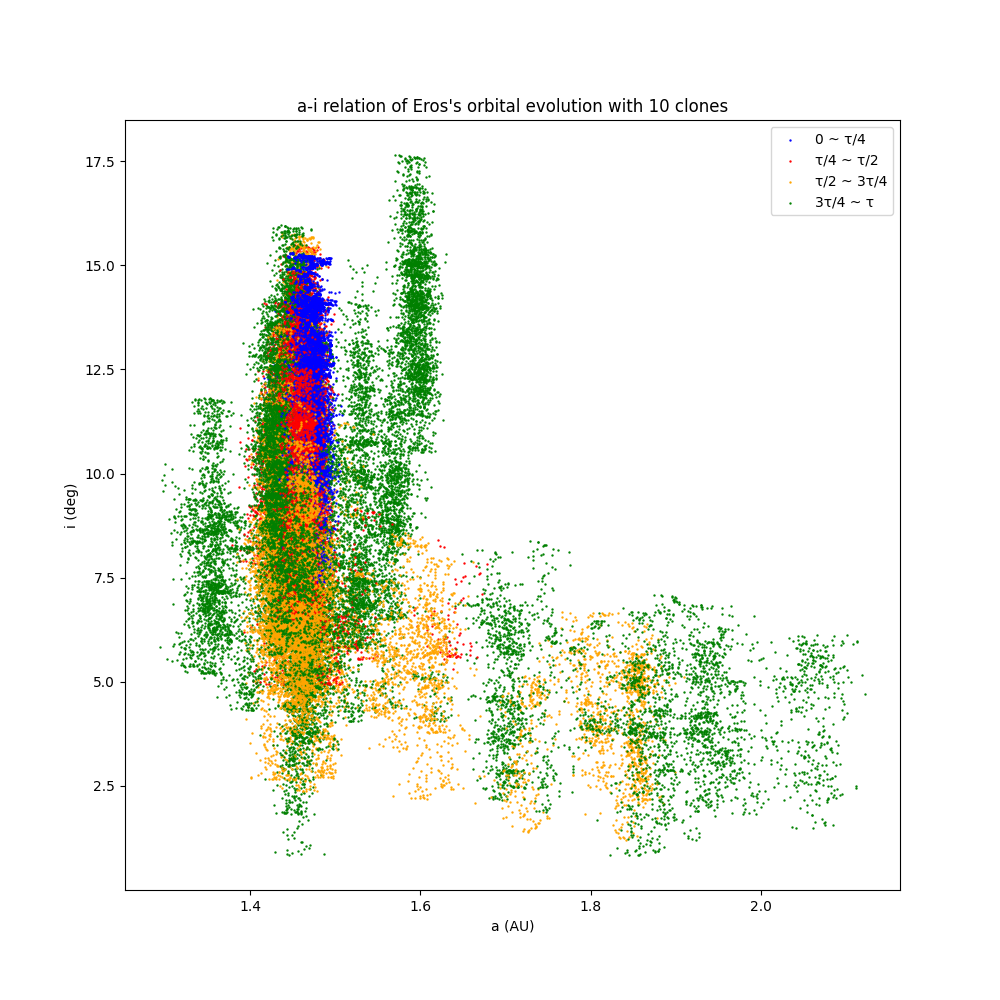 a-i relation of Eros's orbital evolution with 10 clones
0 ~ τ/4
τ/4 ~ τ/2
τ/2 ~ 3τ/4
3τ/4 ~ τ
17.5
15.0
12.5
10.0
7.5
5.0
2.5
i (deg)
1.4 1.6 1.8 2.0
a (AU)